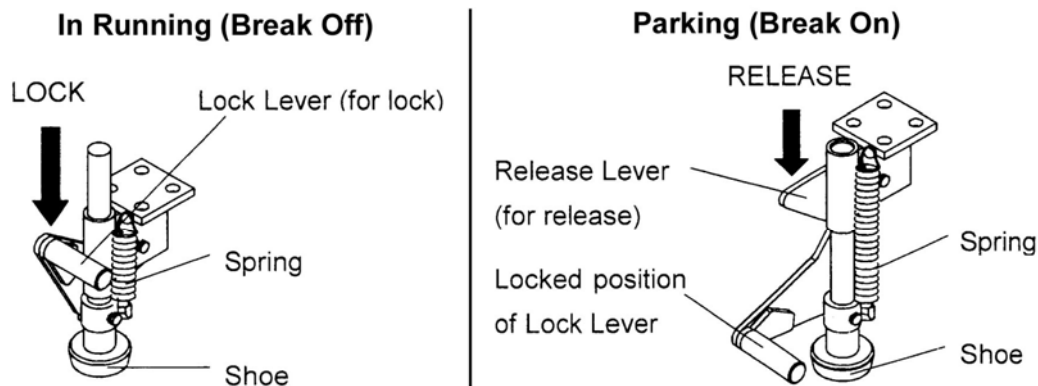 In Running (Break Off)
LOCK
Lock Lever (for lock)
Spring
Shoe
Parking (Break On)
RELEASE
Release Lever
(for release)
Spring
Locked position
of Lock Lever
Shoe